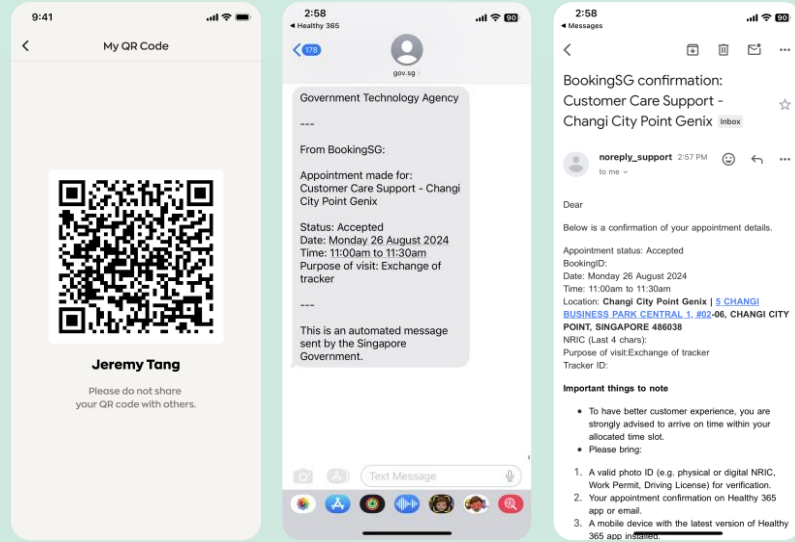 9:41
My QR Code
Jeremy Tang
Please do not share
your QR code with others.
2:58
◀ Healthy 365
90
178
gov.sg
Government Technology Agency
---
From BookingSG:
Appointment made for:
Customer Care Support - Changi
City Point Genix
Status: Accepted
Date: Monday 26 August 2024
Time: 11:00am to 11:30am
Purpose of visit: Exchange of
tracker
---
This is an automated message
sent by the Singapore
Government.
Text Message
2:58
◀ Messages
90
BookingSG confirmation:
Customer Care Support -
Changi City Point Genix Inbox
noreply_support 2:57 PM
to me
Dear
Below is a confirmation of your appointment details.
Appointment status: Accepted
BookingID:
Date: Monday 26 August 2024
Time: 11:00am to 11:30am
Location: Changi City Point Genix | 5 CHANGI
BUSINESS PARK CENTRAL 1, #02-06, CHANGI CITY
POINT, SINGAPORE 486038
NRIC (Last 4 chars):
Purpose of visit:Exchange of tracker
Tracker ID:
Important things to note
• To have better customer experience, you are
strongly advised to arrive on time within your
allocated time slot.
• Please bring:
1. A valid photo ID (e.g. physical or digital NRIC,
Work Permit, Driving License) for verification.
2. Your appointment confirmation on Healthy 365
app or email.
3. A mobile device with the latest version of Healthy
365 app installed.